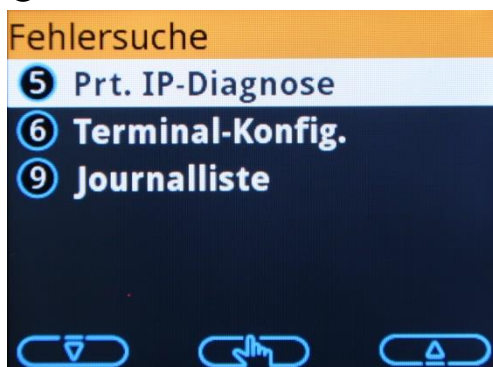 Fehlersuche
5 Prt. IP-Diagnose
6 Terminal-Konfig.
9 Journalliste